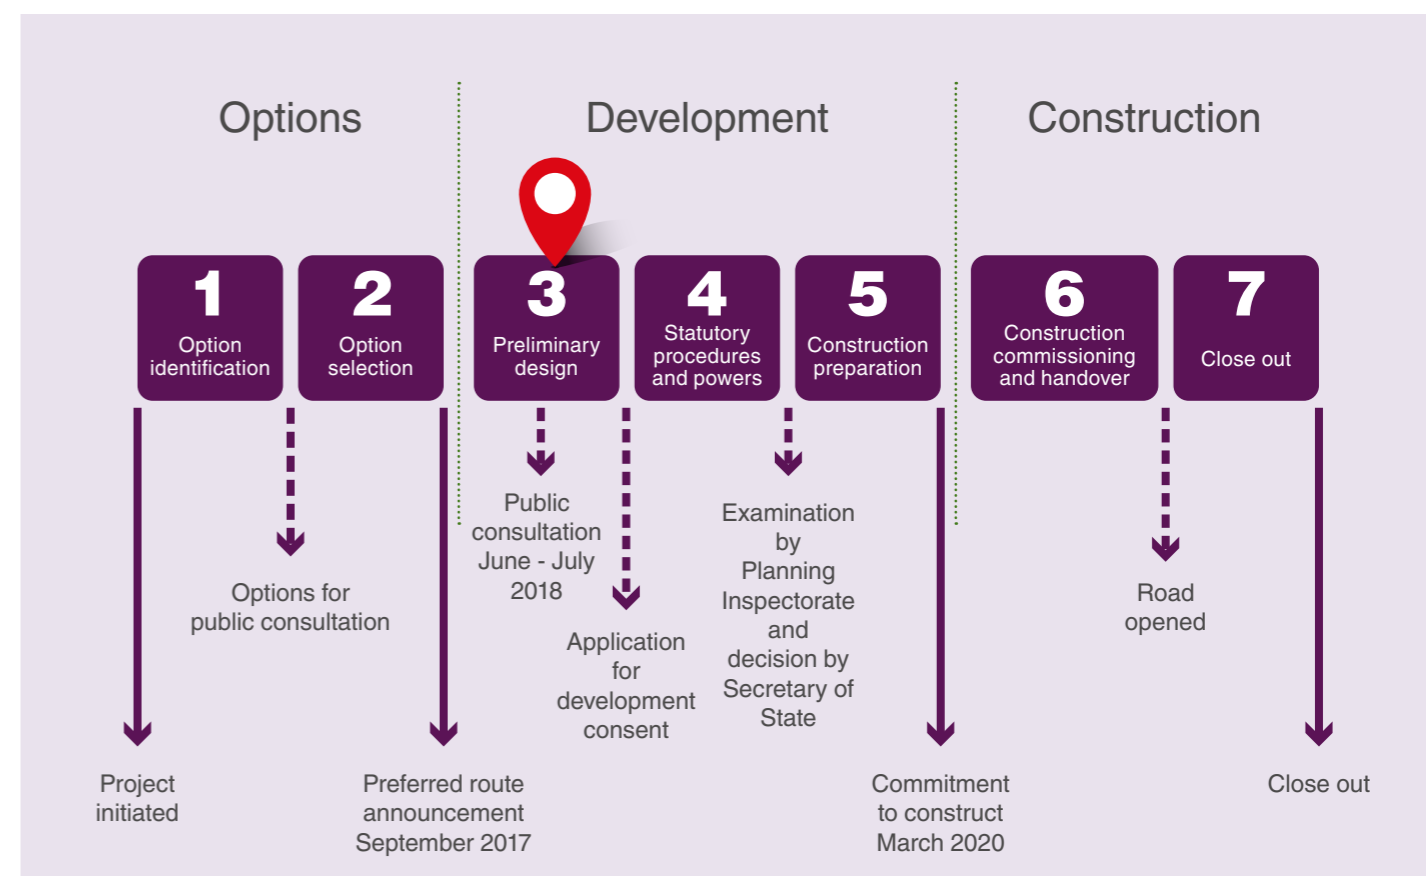 Options
Development
Construction
1
Option
identification
2
Option
selection
3
Preliminary
design
4
Statutory
procedures
and powers
5
Construction
preparation
6
Construction
commissioning
and handover
7
Close out
Project
initiated
Options for
public consultation
Preferred route
announcement
September 2017
Public
consultation
June - July
2018
Application
for
development
consent
Examination
by
Planning
Inspectorate
and
decision by
Secretary of
State
Commitment
to construct
March 2020
Road
opened
Close out